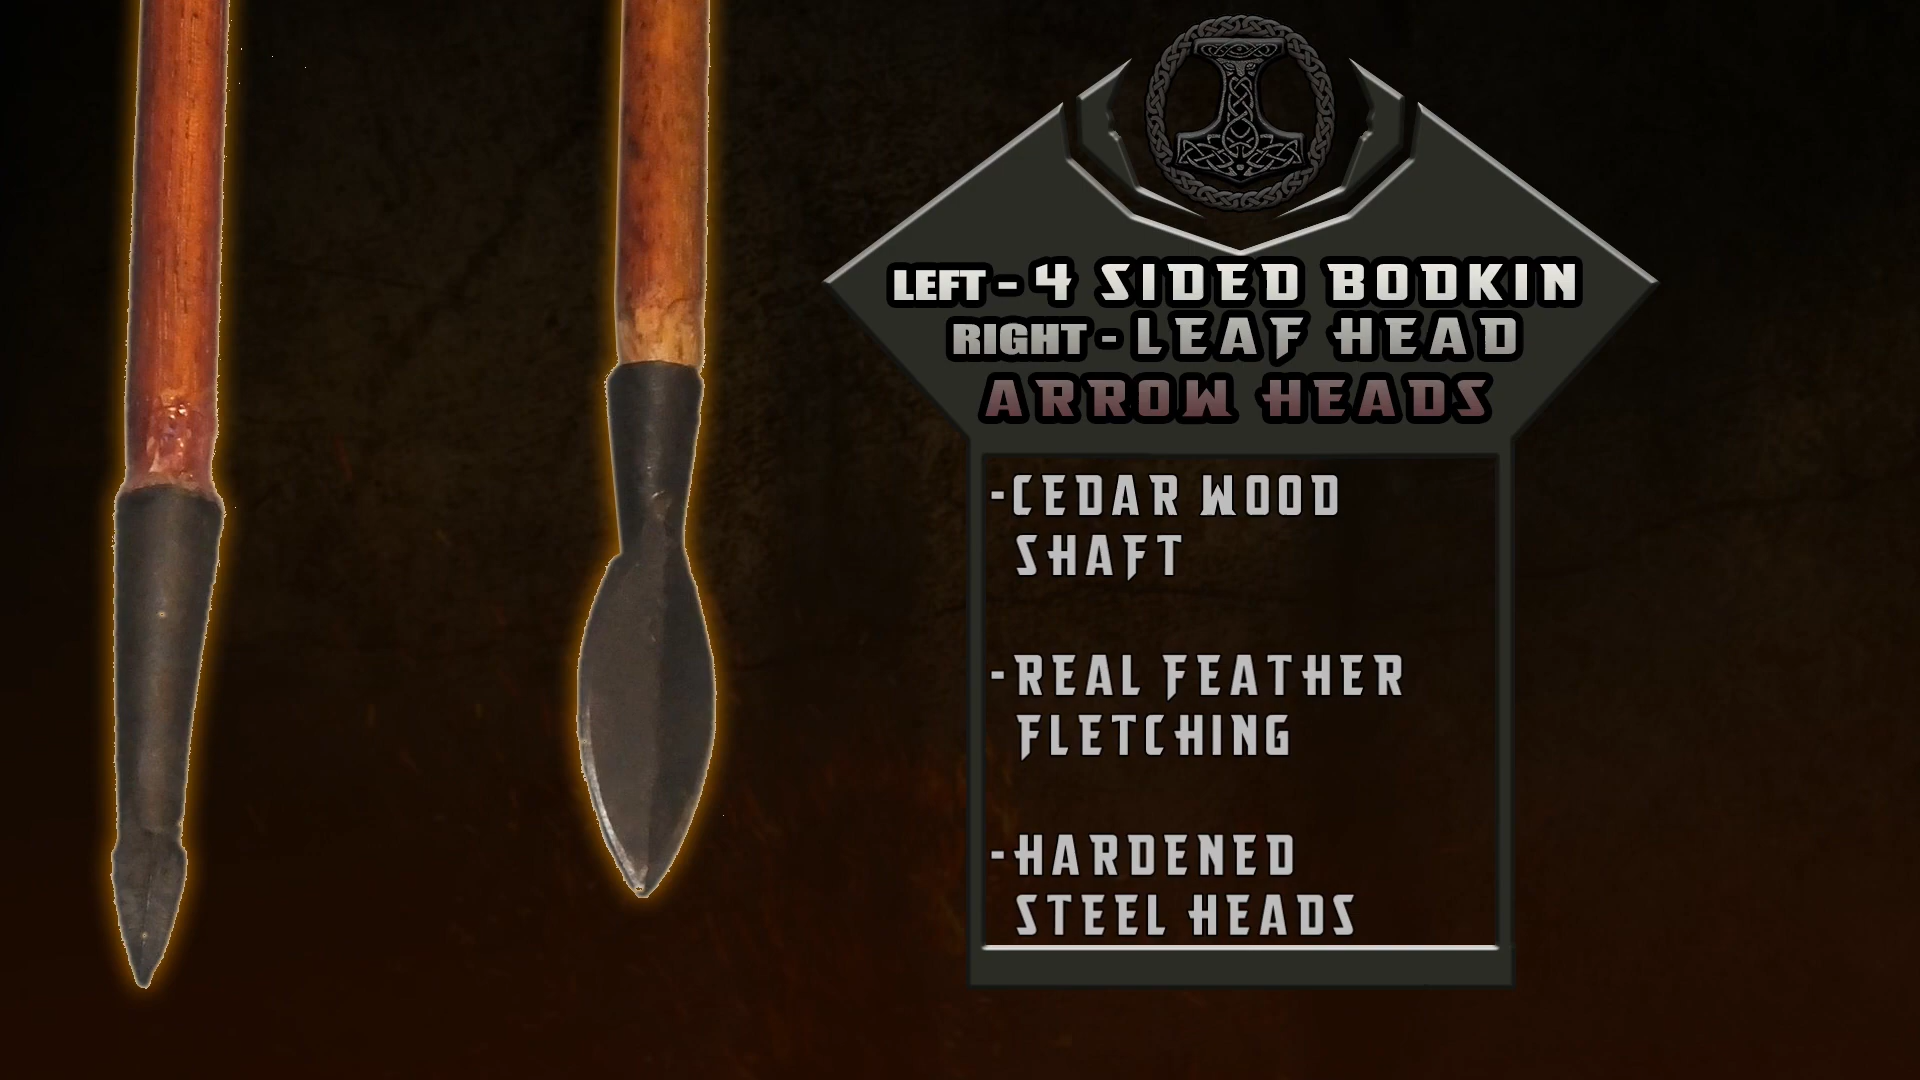 LEFT - 4 SIDED BODKIN
RIGHT - LEAF HEAD
ARROW HEADS
-CEDAR WOOD
SHAFT
-REAL FEATHER
FLETCHING
-HARDENED
STEEL HEADS